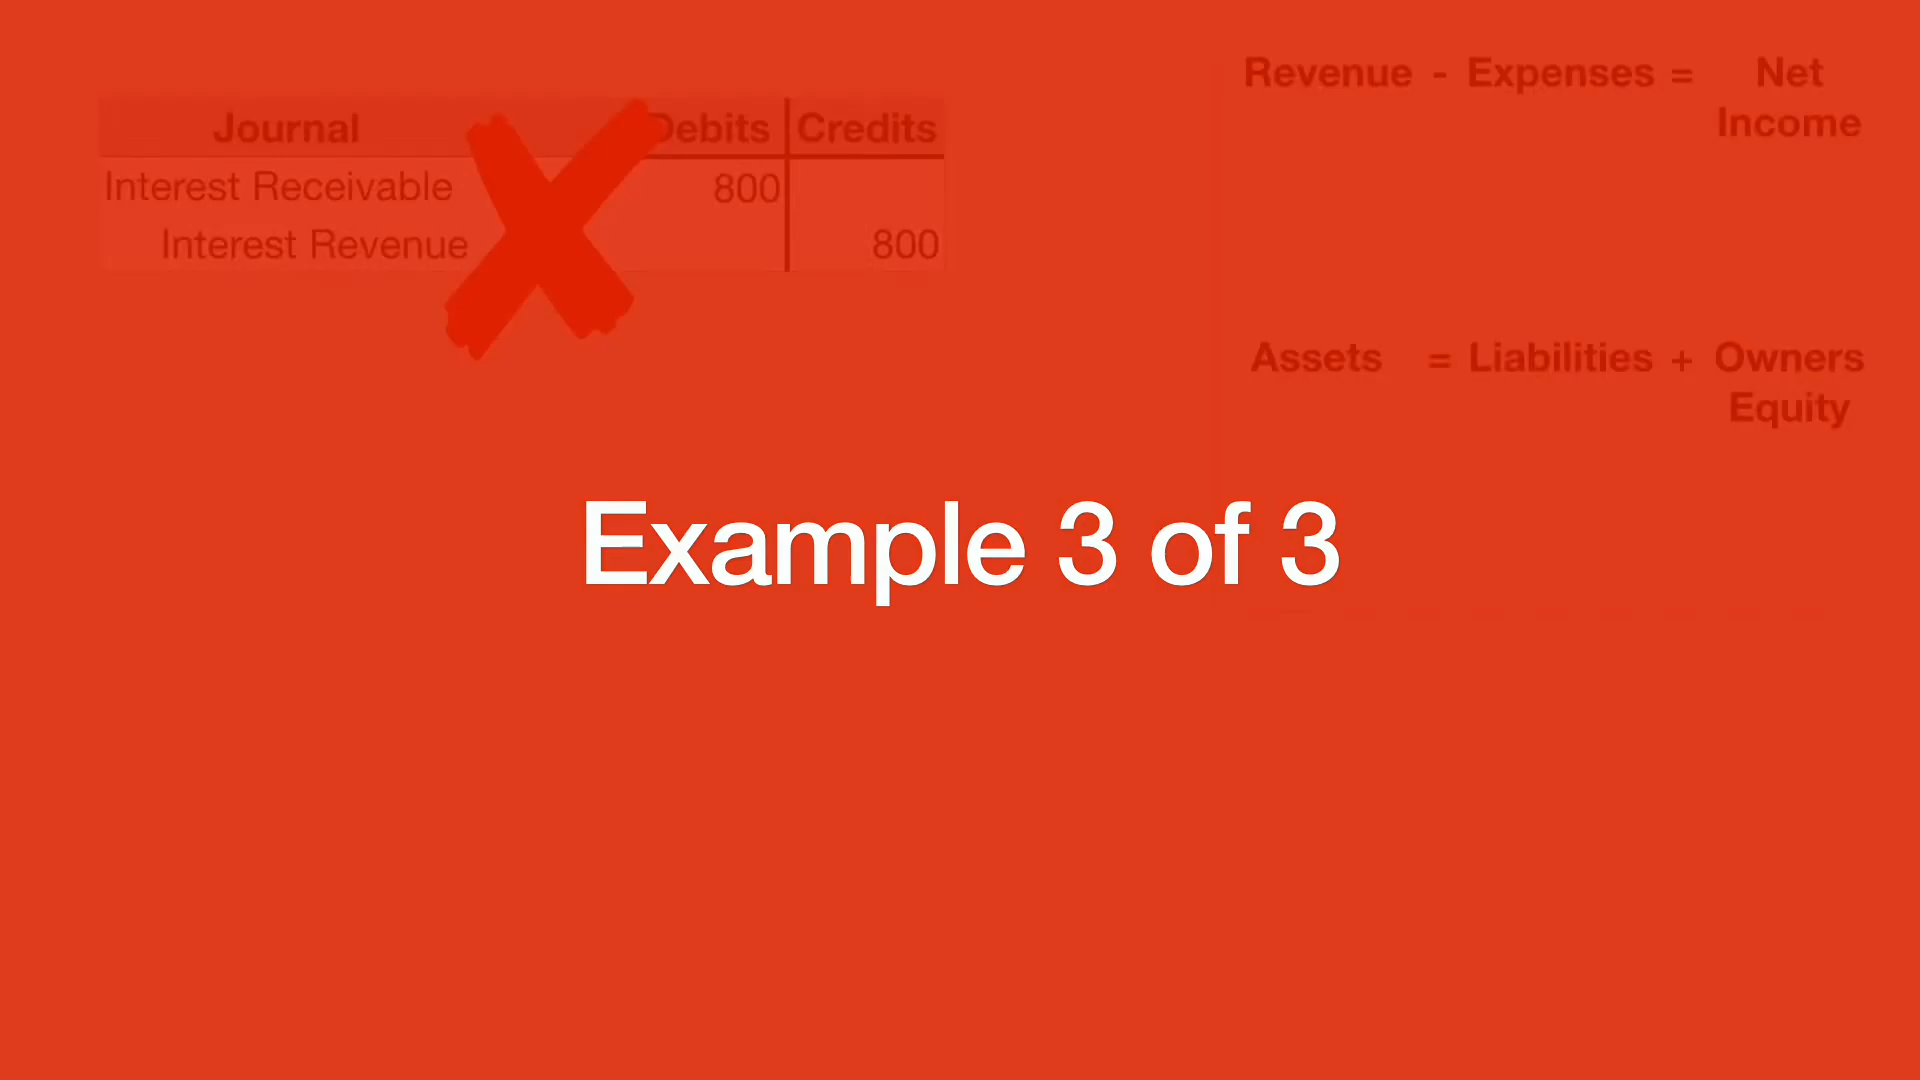 Journal Debits Credits
Interest Receivable 800
Interest Revenue 800
Revenue - Expenses = Net
Income
Assets = Liabilities + Owners
Equity
Example 3 of 3